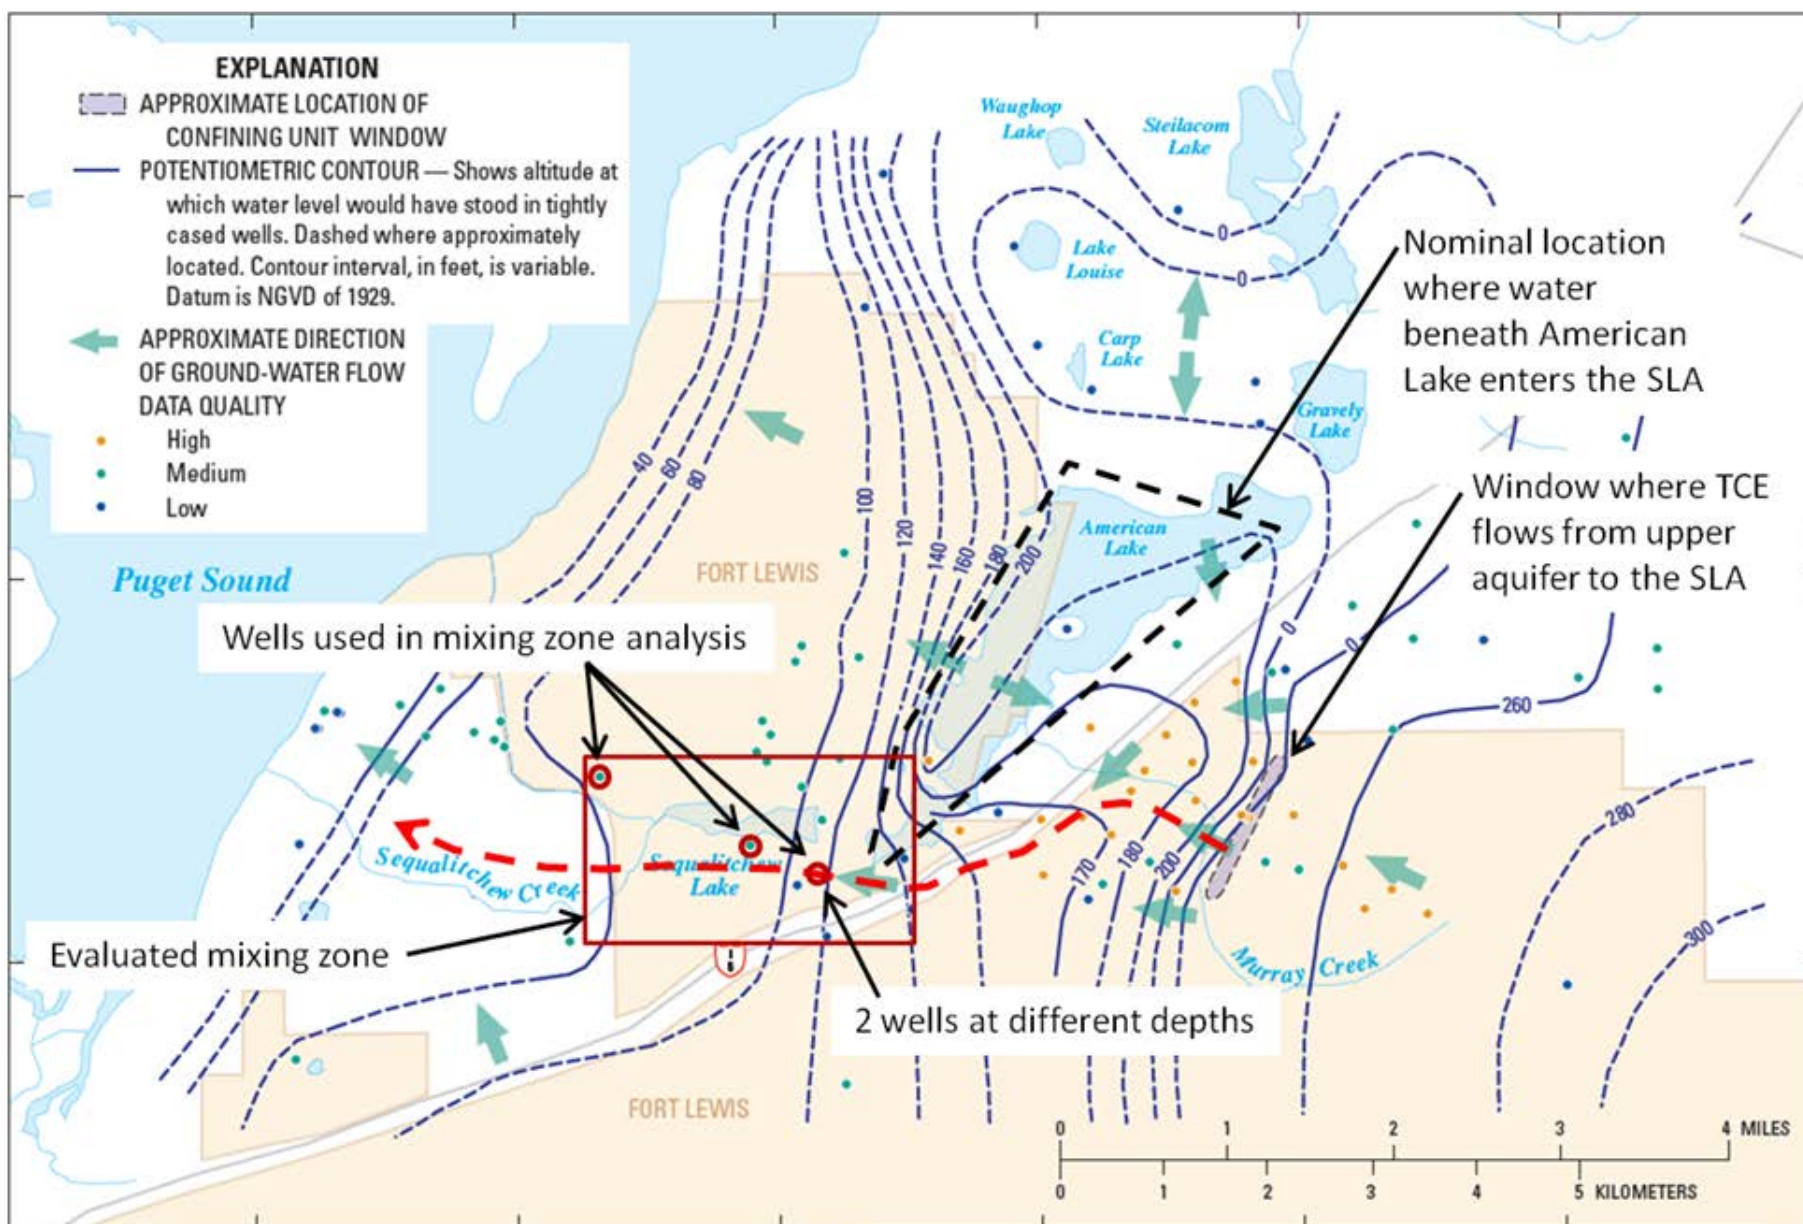 EXPLANATION
APPROXIMATE LOCATION OF
CONFINING UNIT WINDOW
POTENTIOMETRIC CONTOUR — Shows altitude at
which water level would have stood in tightly
cased wells. Dashed where approximately
located. Contour interval, in feet, is variable.
Datum is NGVD of 1929.
APPROXIMATE DIRECTION
OF GROUND-WATER FLOW
DATA QUALITY
High
Medium
Low
Waughop
Lake
Steilacom
Lake
0
Lake
Louise
0
Nominal location
where water
beneath American
Lake enters the SLA
Carp
Lake
Gravely
Lake
40
60
80
100
120
140
160
180
200
American
Lake
Window where TCE
flows from upper
aquifer to the SLA
Puget Sound
FORT LEWIS
Wells used in mixing zone analysis
0
0
260
280
Sequalitchew Creek
Sequalitchew
Lake
170
180
200
300
Evaluated mixing zone
Murray Creek
2 wells at different depths
FORT LEWIS
0 1 2 3 4 MILES
0 1 2 3 4 5 KILOMETERS